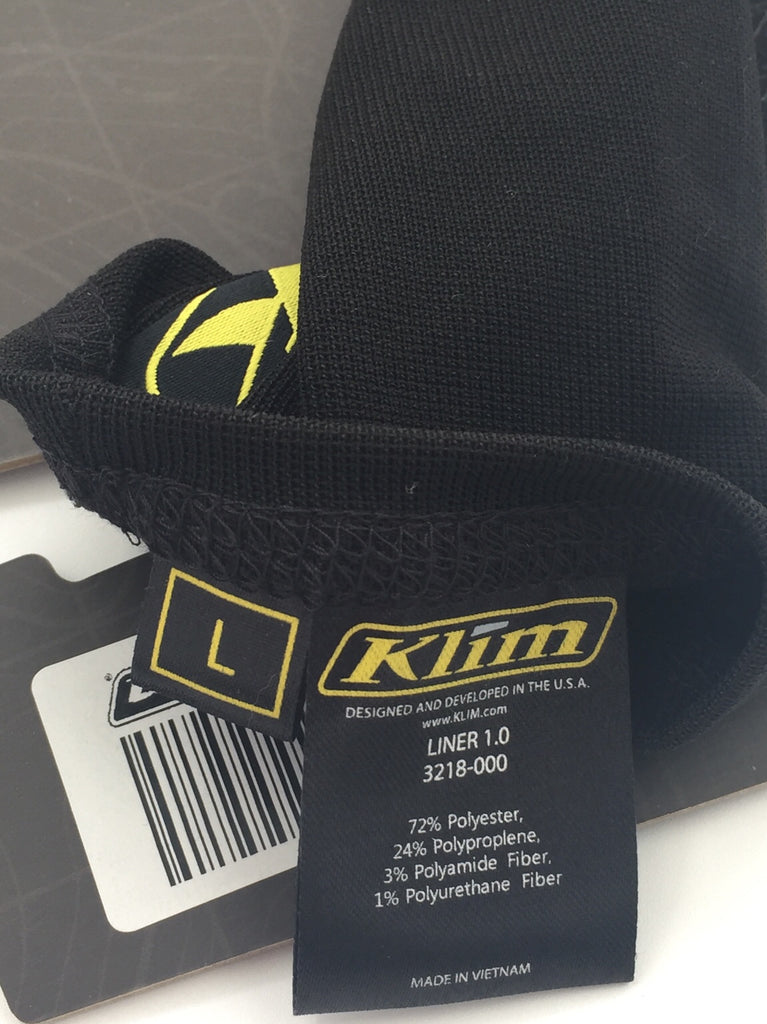 L
Klim
DESIGNED AND DEVELOPED IN THE U.S.A.
www.KLIM.com
LINER 1.0
3218-000
72% Polyester,
24% Polyproplene,
3% Polyamide Fiber,
1% Polyurethane Fiber
MADE IN VIETNAM